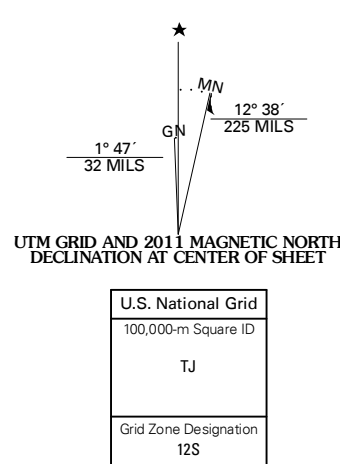 ★
MN
GN
12° 38´
225 MILS
1° 47´
32 MILS
UTM GRID AND 2011 MAGNETIC NORTH
DECLINATION AT CENTER OF SHEET
U.S. National Grid
100,000-m Square ID
TJ
Grid Zone Designation
12S